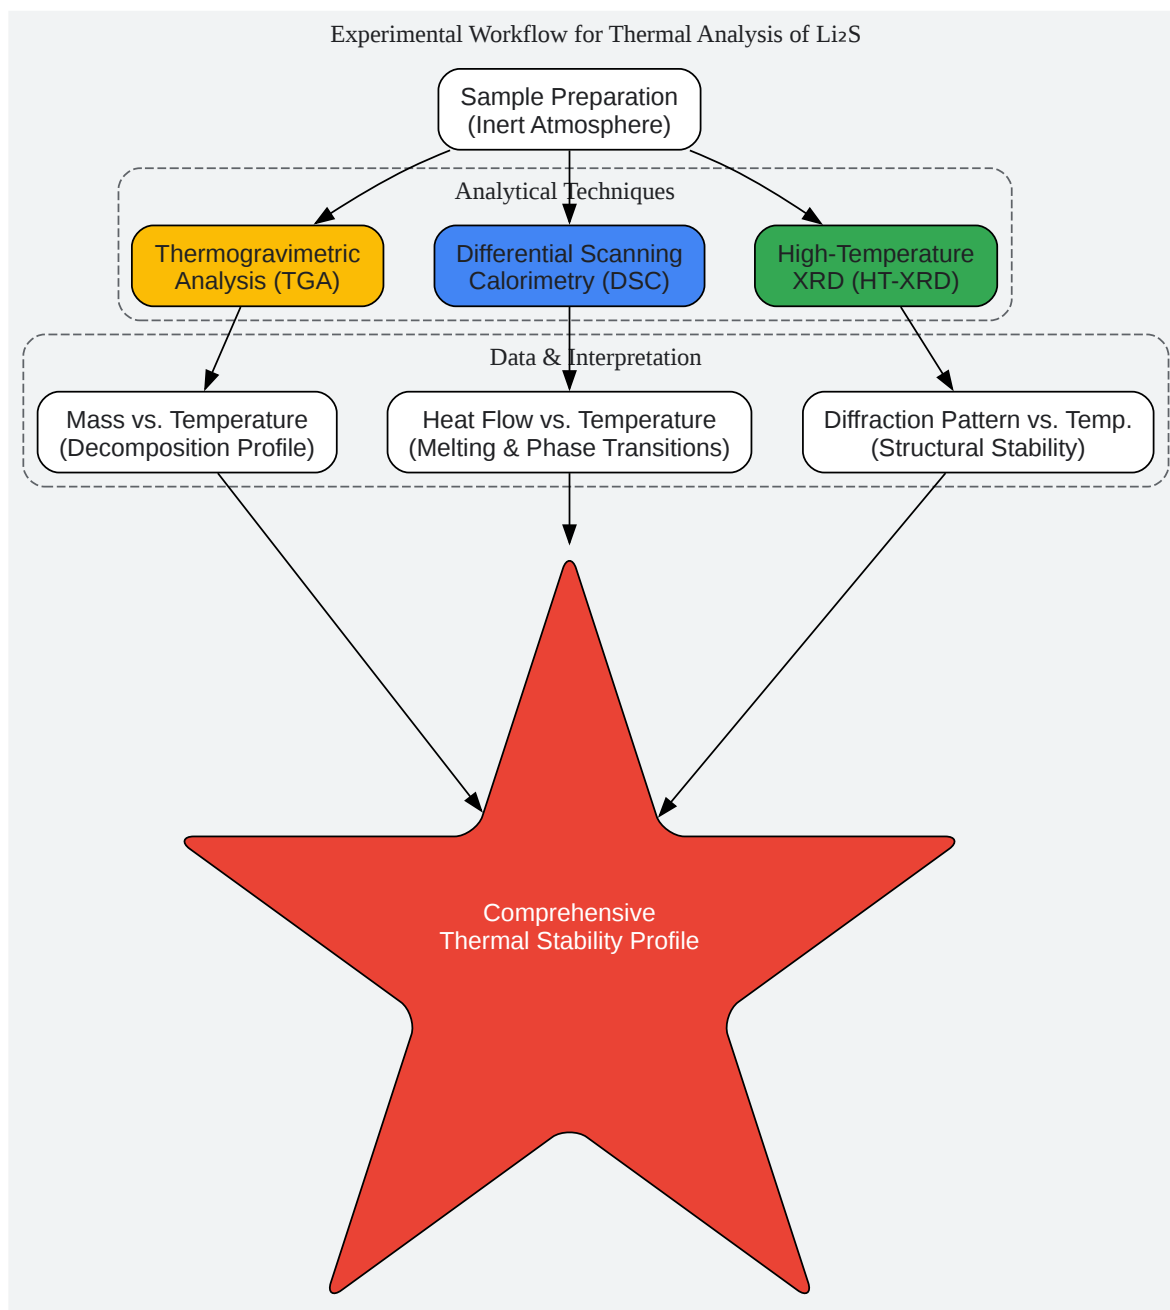 Experimental Workflow for Thermal Analysis of Li₂S
Sample Preparation
(Inert Atmosphere)
Analytical Techniques
Thermogravimetric
Analysis (TGA)
Differential Scanning
Calorimetry (DSC)
High-Temperature
XRD (HT-XRD)
Data & Interpretation
Mass vs. Temperature
(Decomposition Profile)
Heat Flow vs. Temperature
(Melting & Phase Transitions)
Diffraction Pattern vs. Temp.
(Structural Stability)
Comprehensive
Thermal Stability Profile